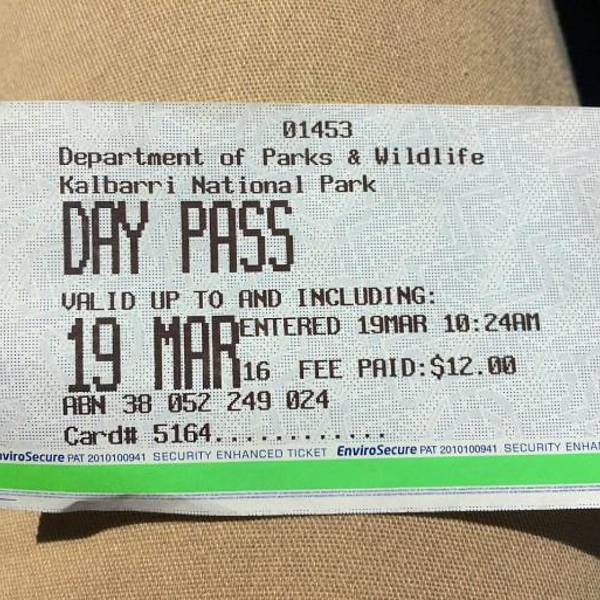 01453
Department of Parks & Wildlife
Kalbarri National Park
DAY PASS
VALID UP TO AND INCLUDING:
19 MAR 16
ENTERED 19MAR 10:24AM
FEE PAID:$12.00
ABN 38 052 249 024
Card# 5164............
nviroSecure PAT 2010100941 SECURITY ENHANCED TICKET EnviroSecure PAT 2010100941 SECURITY ENHA